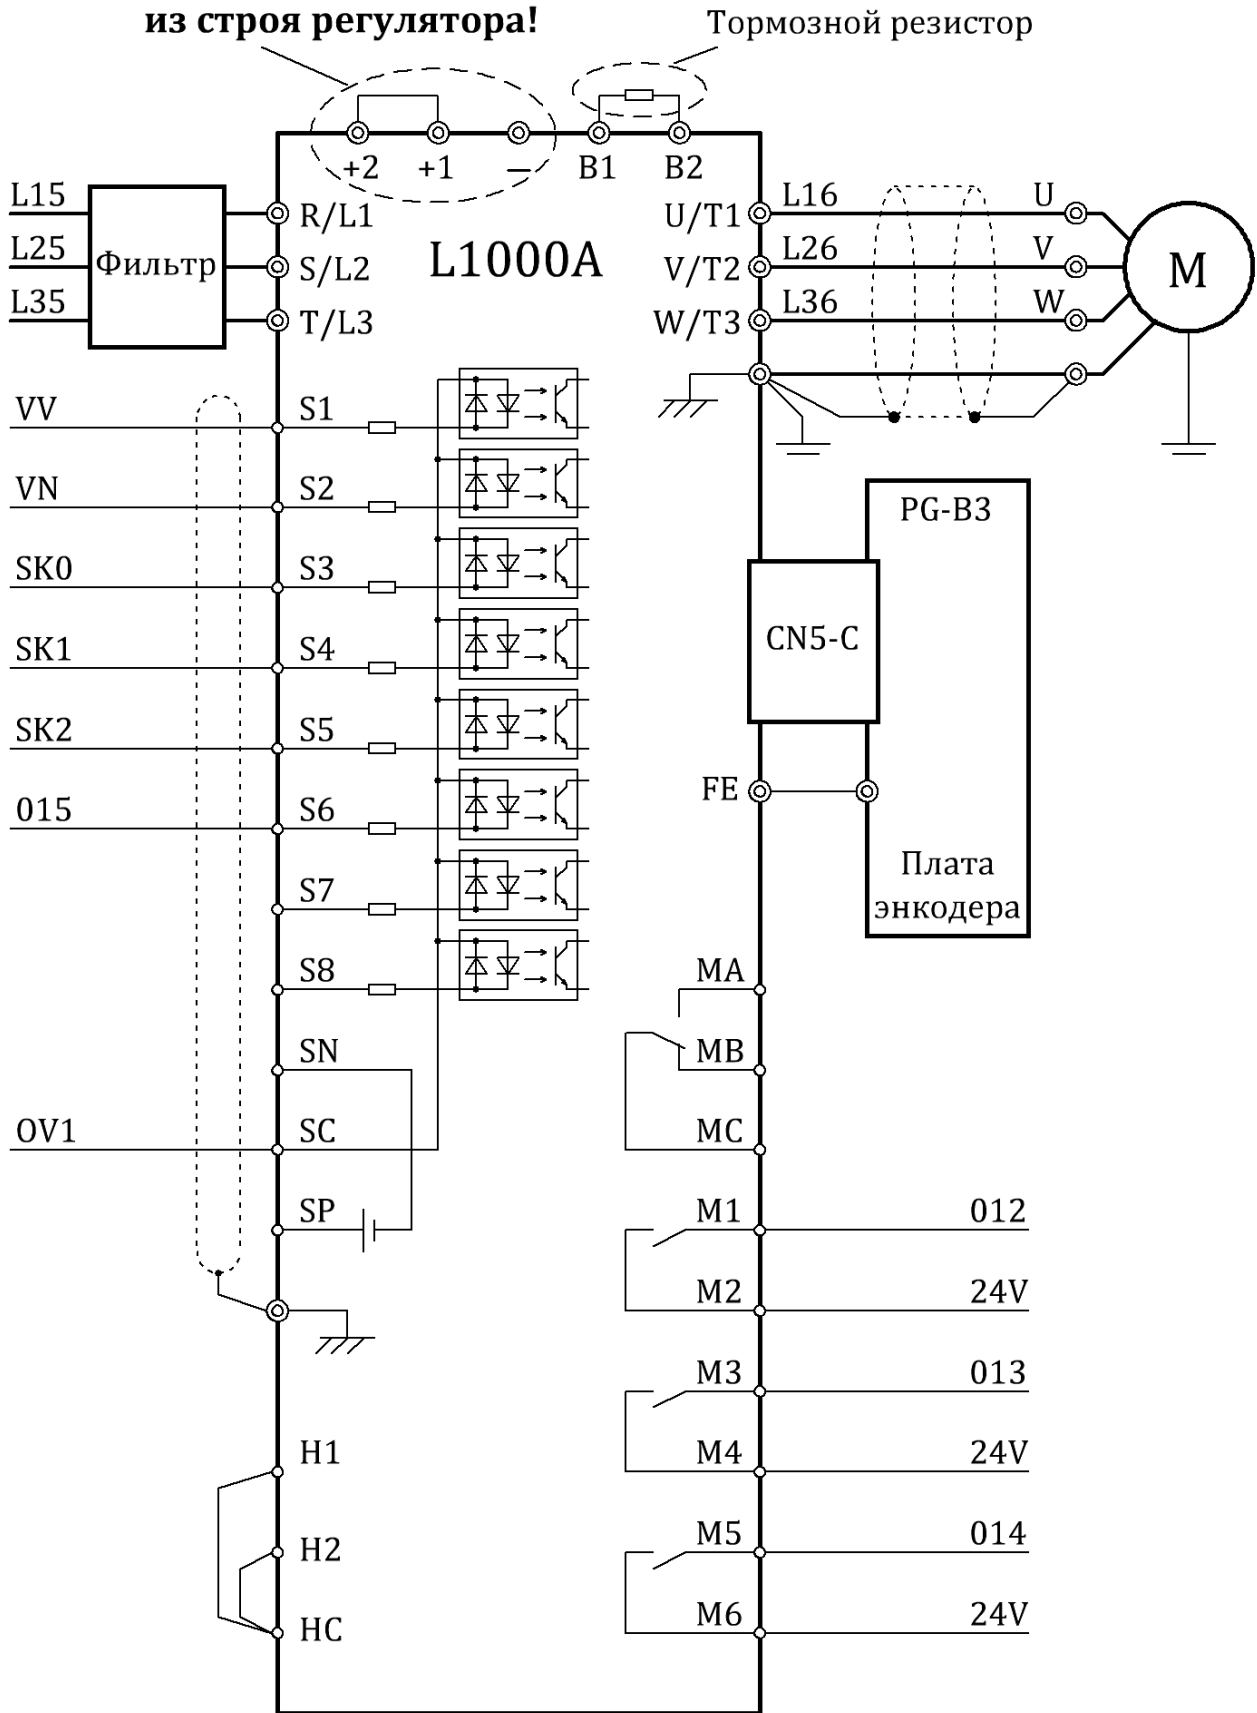 из строя регулятора!
Тормозной резистор
+2
+1
–
B1
B2
L15
L25
L35
Фильтр
R/L1
S/L2
T/L3
L1000A
U/T1
V/T2
W/T3
L16
L26
L36
U
V
W
M
VV
VN
SK0
SK1
SK2
015
OV1
S1
S2
S3
S4
S5
S6
S7
S8
SN
SC
SP
H1
H2
HC
PG-B3
CN5-C
FE
Плата
энкодера
MA
MB
MC
M1
012
M2
24V
M3
013
M4
24V
M5
014
M6
24V